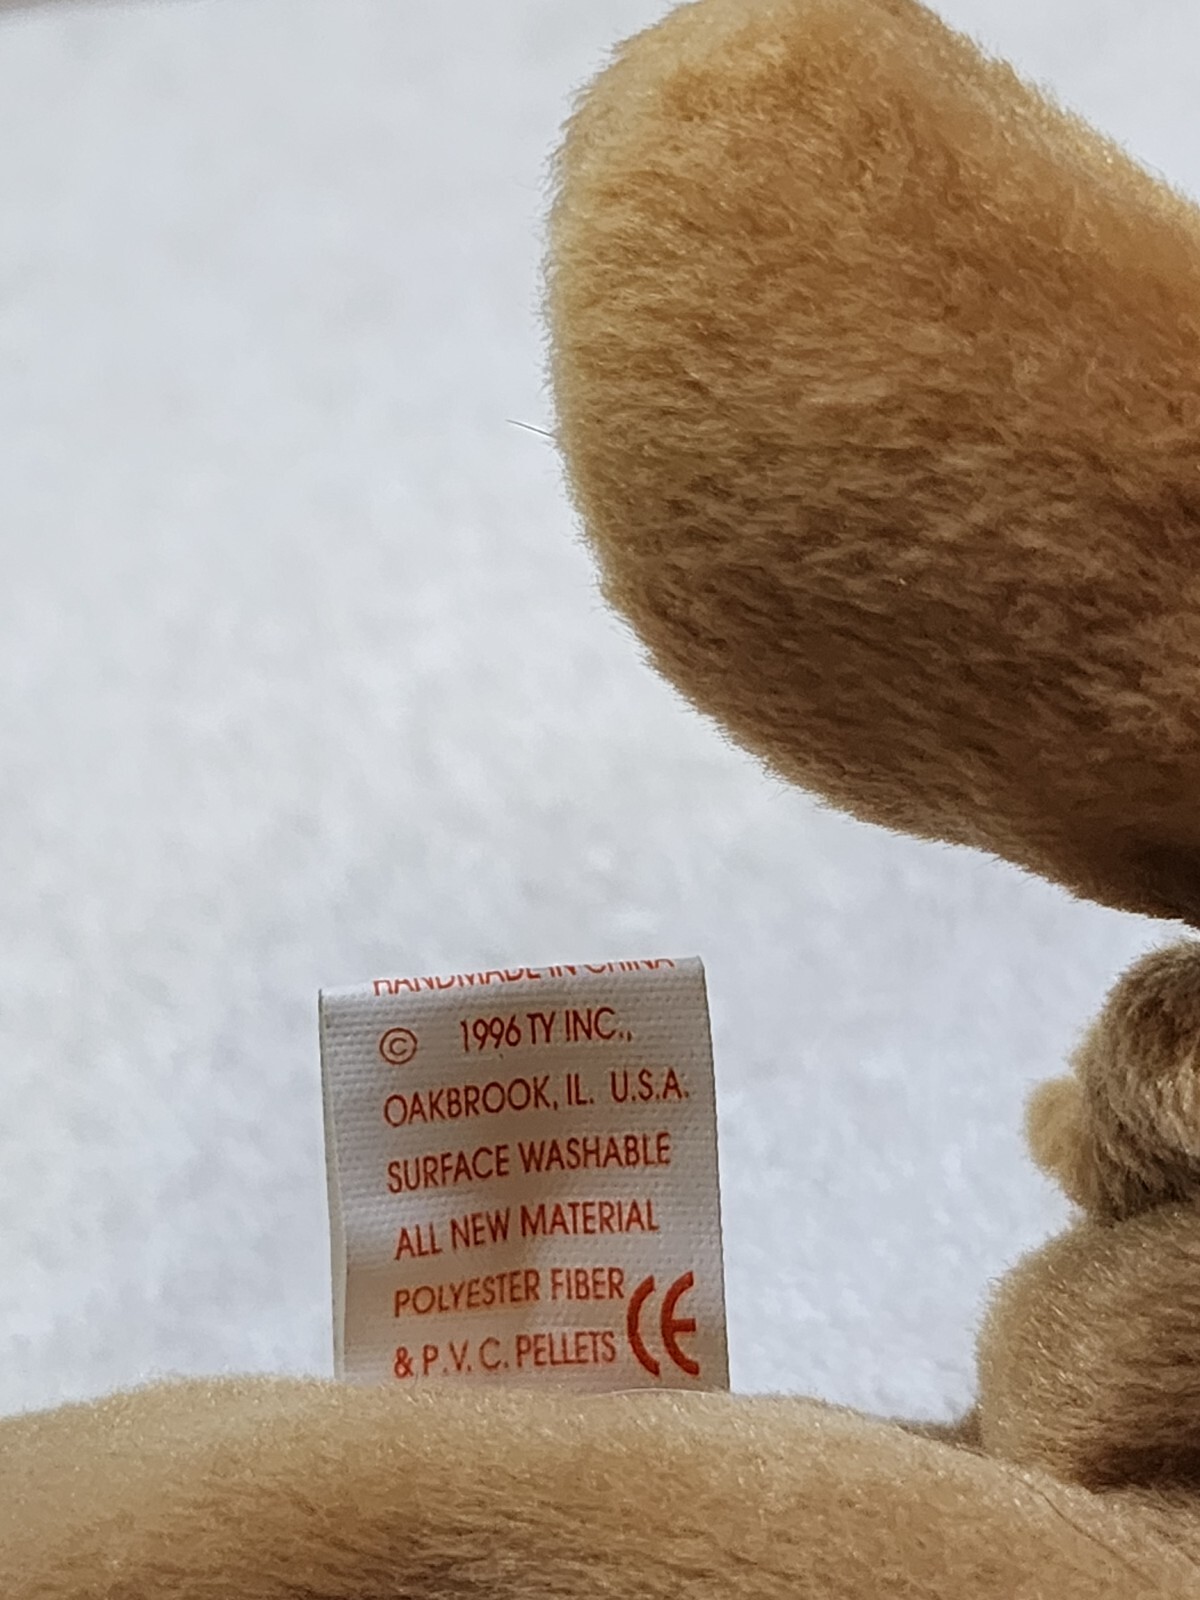 HANDMADE IN CHINA
© 1996 TY INC.,
OAKBROOK, IL. U.S.A.
SURFACE WASHABLE
ALL NEW MATERIAL
POLYESTER FIBER
& P.V.C. PELLETS CE